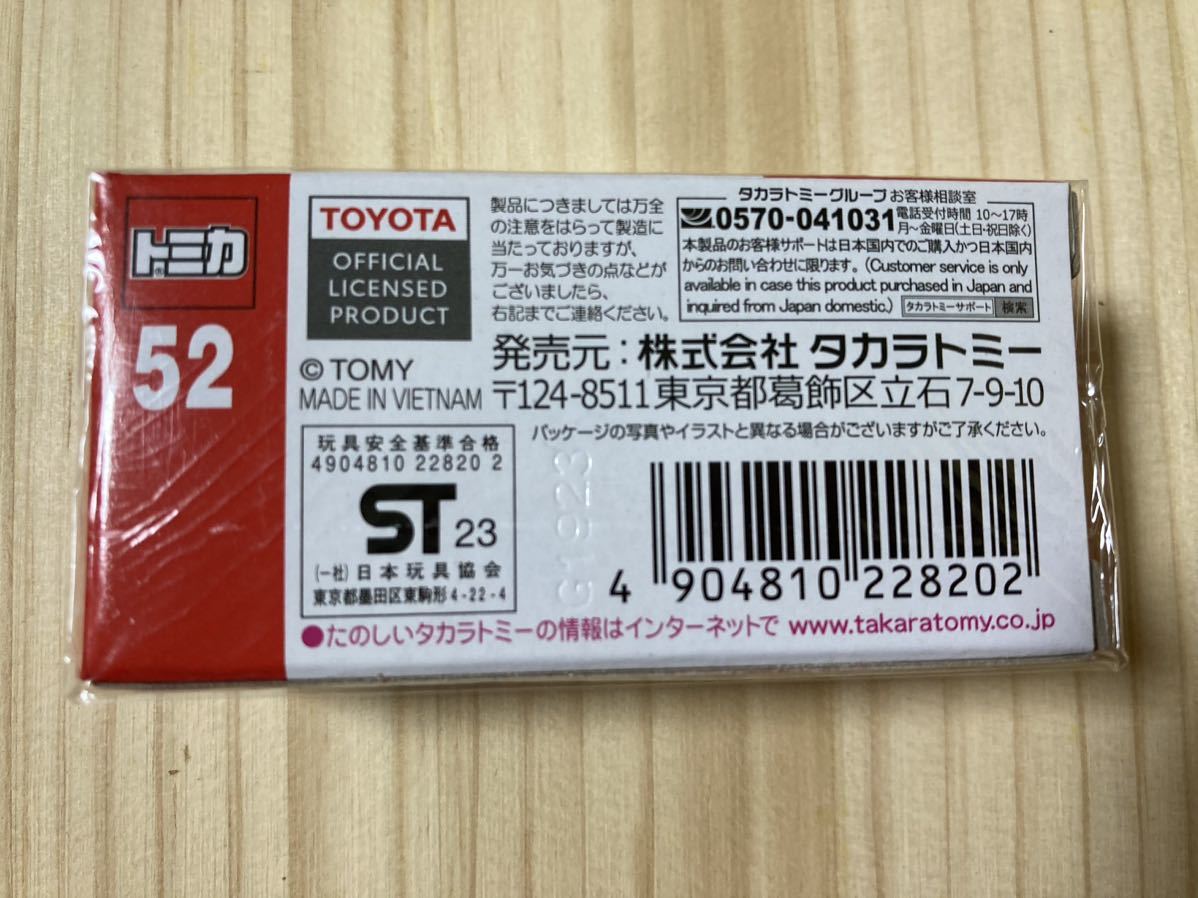 トミカ
®
52
TOYOTA
OFFICIAL
LICENSED
PRODUCT
© TOMY
MADE IN VIETNAM
製品につきましては万全
の注意をはらって製造に
当たっておりますが、
万一お気づきの点などが
ございましたら、
右記までご連絡ください。
タカラトミーグループ お客様相談室
0570-041031 電話受付時間 10〜17時
月〜金曜日(土日・祝日除く)
本製品のお客様サポートは日本国内でのご購入かつ日本国内
からのお問い合わせに限ります。(Customer service is only
available in case this product purchased in Japan and
inquired from Japan domestic.) タカラトミーサポート 検索
発売元：株式会社 タカラトミー
〒124-8511 東京都葛飾区立石7-9-10
パッケージの写真やイラストと異なる場合がございますがご了承ください。
玩具安全基準合格
4904810 22820 2
ST 23
(一社) 日本玩具協会
東京都墨田区東駒形4-22-4
G1923
4 904810 228202
●たのしいタカラトミーの情報はインターネットで www.takaratomy.co.jp